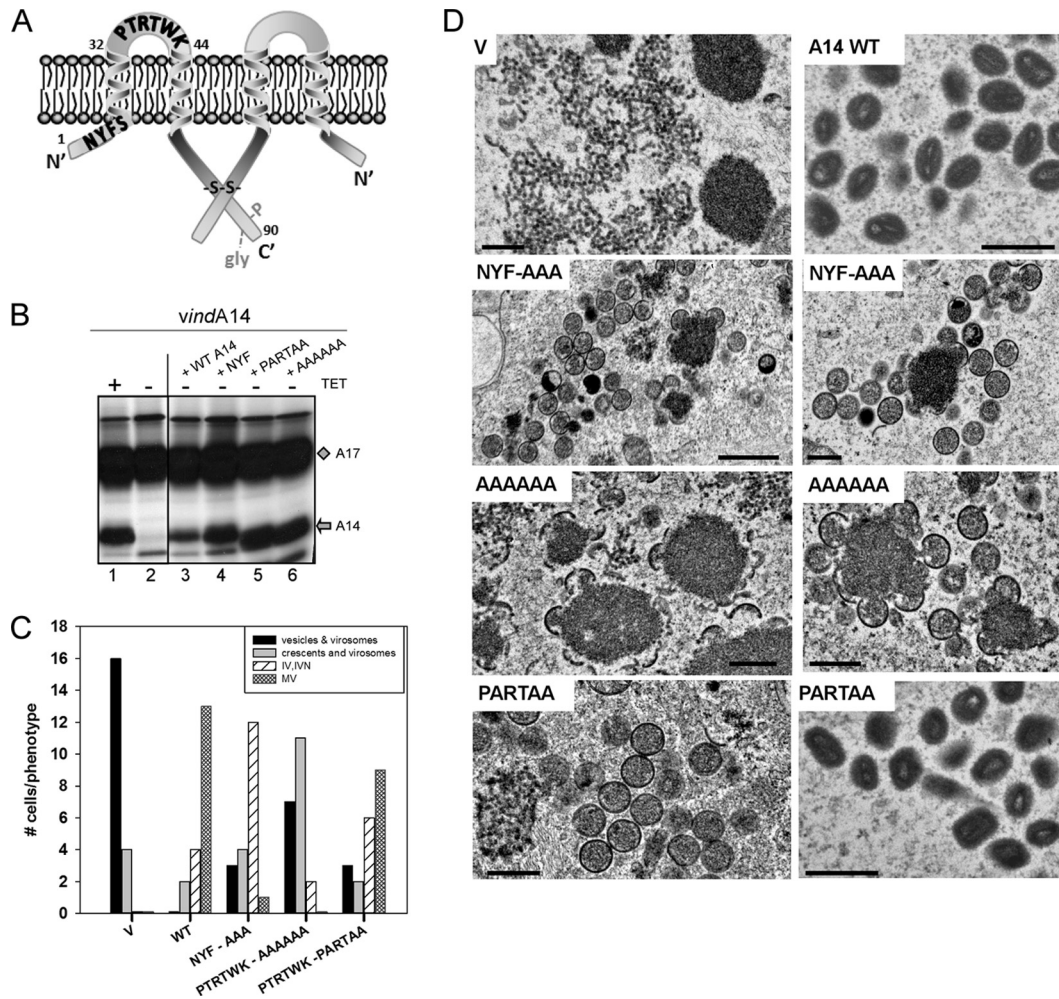 A
32
PTRTWK
44
1
NYFS
N'
N'
-S-S-
P
90
C'
gly
B
vindA14
+ WT A14
+ NYF
+ PARTAA
+ AAAAAA
+ - - - - - TET
A17
A14
1 2 3 4 5 6
C
# cells/phenotype
18
16
14
12
10
8
6
4
2
0
vesicles & virosomes
crescents and virosomes
IV,IVN
MV
V
WT
NYF - AAA
PTRTWK - AAAAAA
PTRTWK -PARTAA
D
V
A14 WT
NYF-AAA
NYF-AAA
AAAAAA
AAAAAA
PARTAA
PARTAA